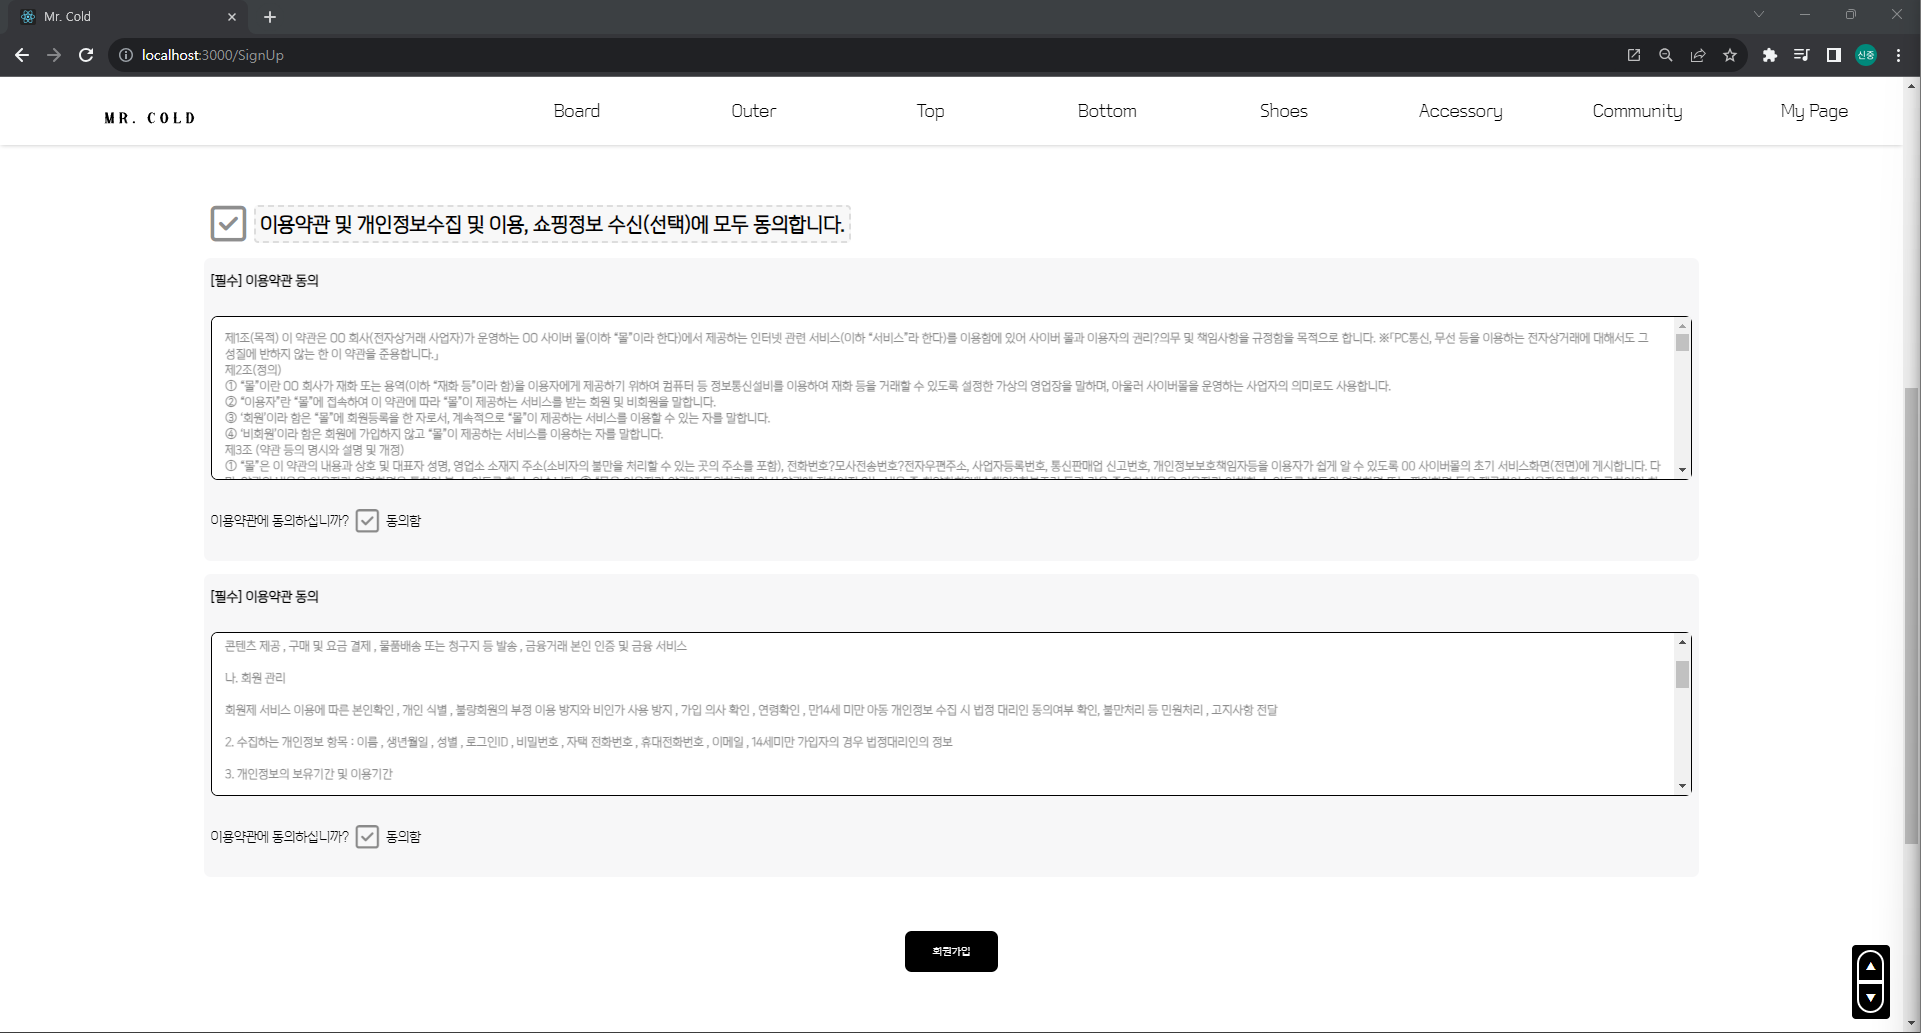 Mr. Cold
localhost:3000/SignUp
신중
MR. COLD
Board
Outer
Top
Bottom
Shoes
Accessory
Community
My Page
이용약관 및 개인정보수집 및 이용, 쇼핑정보 수신(선택)에 모두 동의합니다.
[필수] 이용약관 동의
제1조(목적) 이 약관은 OO 회사(전자상거래 사업자)가 운영하는 OO 사이버 몰(이하 “몰”이라 한다)에서 제공하는 인터넷 관련 서비스(이하 “서비스”라 한다)를 이용함에 있어 사이버 몰과 이용자의 권리?의무 및 책임사항을 규정함을 목적으로 합니다. ※「PC통신, 무선 등을 이용하는 전자상거래에 대해서도 그
성질에 반하지 않는 한 이 약관을 준용합니다.」
제2조(정의)
① “몰”이란 OO 회사가 재화 또는 용역(이하 “재화 등”이라 함)을 이용자에게 제공하기 위하여 컴퓨터 등 정보통신설비를 이용하여 재화 등을 거래할 수 있도록 설정한 가상의 영업장을 말하며, 아울러 사이버몰을 운영하는 사업자의 의미로도 사용합니다.
② “이용자”란 “몰”에 접속하여 이 약관에 따라 “몰”이 제공하는 서비스를 받는 회원 및 비회원을 말합니다.
③ ‘회원’이라 함은 “몰”에 회원등록을 한 자로서, 계속적으로 “몰”이 제공하는 서비스를 이용할 수 있는 자를 말합니다.
④ ‘비회원’이라 함은 회원에 가입하지 않고 “몰”이 제공하는 서비스를 이용하는 자를 말합니다.
제3조 (약관 등의 명시와 설명 및 개정)
① “몰”은 이 약관의 내용과 상호 및 대표자 성명, 영업소 소재지 주소(소비자의 불만을 처리할 수 있는 곳의 주소를 포함), 전화번호?모사전송번호?전자우편주소, 사업자등록번호, 통신판매업 신고번호, 개인정보보호책임자등을 이용자가 쉽게 알 수 있도록 00 사이버몰의 초기 서비스화면(전면)에 게시합니다. 다
이용약관에 동의하십니까? 동의함
[필수] 이용약관 동의
콘텐츠 제공 , 구매 및 요금 결제 , 물품배송 또는 청구지 등 발송 , 금융거래 본인 인증 및 금융 서비스
나. 회원 관리
회원제 서비스 이용에 따른 본인확인 , 개인 식별 , 불량회원의 부정 이용 방지와 비인가 사용 방지 , 가입 의사 확인 , 연령확인 , 만14세 미만 아동 개인정보 수집 시 법정 대리인 동의여부 확인, 불만처리 등 민원처리 , 고지사항 전달
2. 수집하는 개인정보 항목 : 이름 , 생년월일 , 성별 , 로그인ID , 비밀번호 , 자택 전화번호 , 휴대전화번호 , 이메일 , 14세미만 가입자의 경우 법정대리인의 정보
3. 개인정보의 보유기간 및 이용기간
이용약관에 동의하십니까? 동의함
회원가입